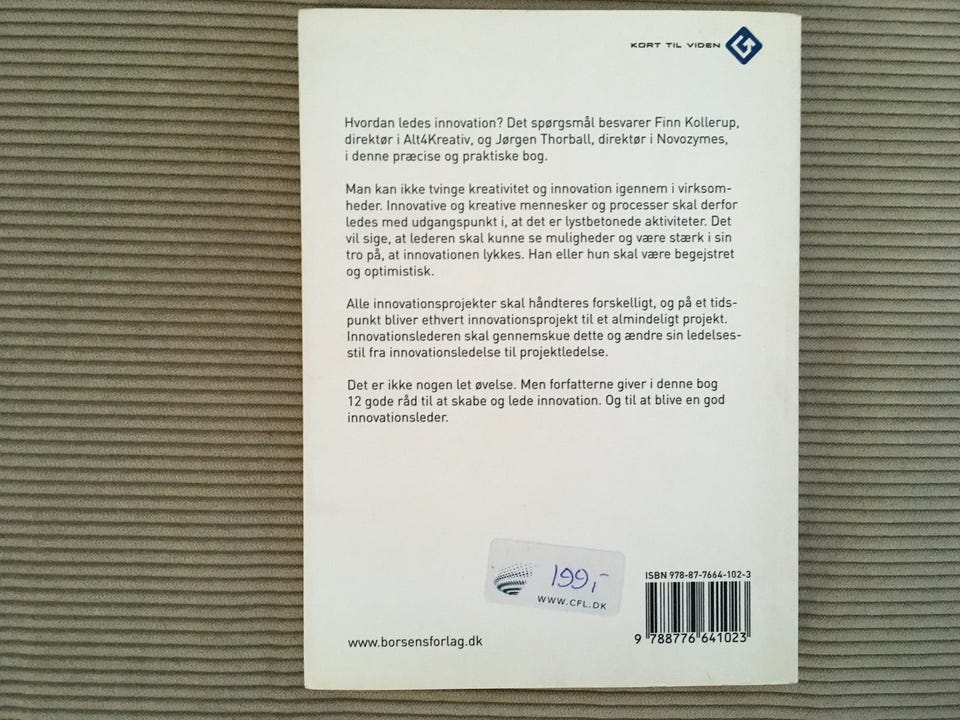 KORT TIL VIDEN
Hvordan ledes innovation? Det spørgsmål besvarer Finn Kollerup,
direktør i Alt4Kreativ, og Jørgen Thorball, direktør i Novozymes,
i denne præcise og praktiske bog.
Man kan ikke tvinge kreativitet og innovation igennem i virksom-
heder. Innovative og kreative mennesker og processer skal derfor
ledes med udgangspunkt i, at det er lystbetonede aktiviteter. Det
vil sige, at lederen skal kunne se muligheder og være stærk i sin
tro på, at innovationen lykkes. Han eller hun skal være begejstret
og optimistisk.
Alle innovationsprojekter skal håndteres forskelligt, og på et tids-
punkt bliver ethvert innovationsprojekt til et almindeligt projekt.
Innovationslederen skal gennemskue dette og ændre sin ledelses-
stil fra innovationsledelse til projektledelse.
Det er ikke nogen let øvelse. Men forfatterne giver i denne bog
12 gode råd til at skabe og lede innovation. Og til at blive en god
innovationsleder.
199,-
WWW.CFL.DK
ISBN 978-87-7664-102-3
9 788776 641023
www.borsensforlag.dk